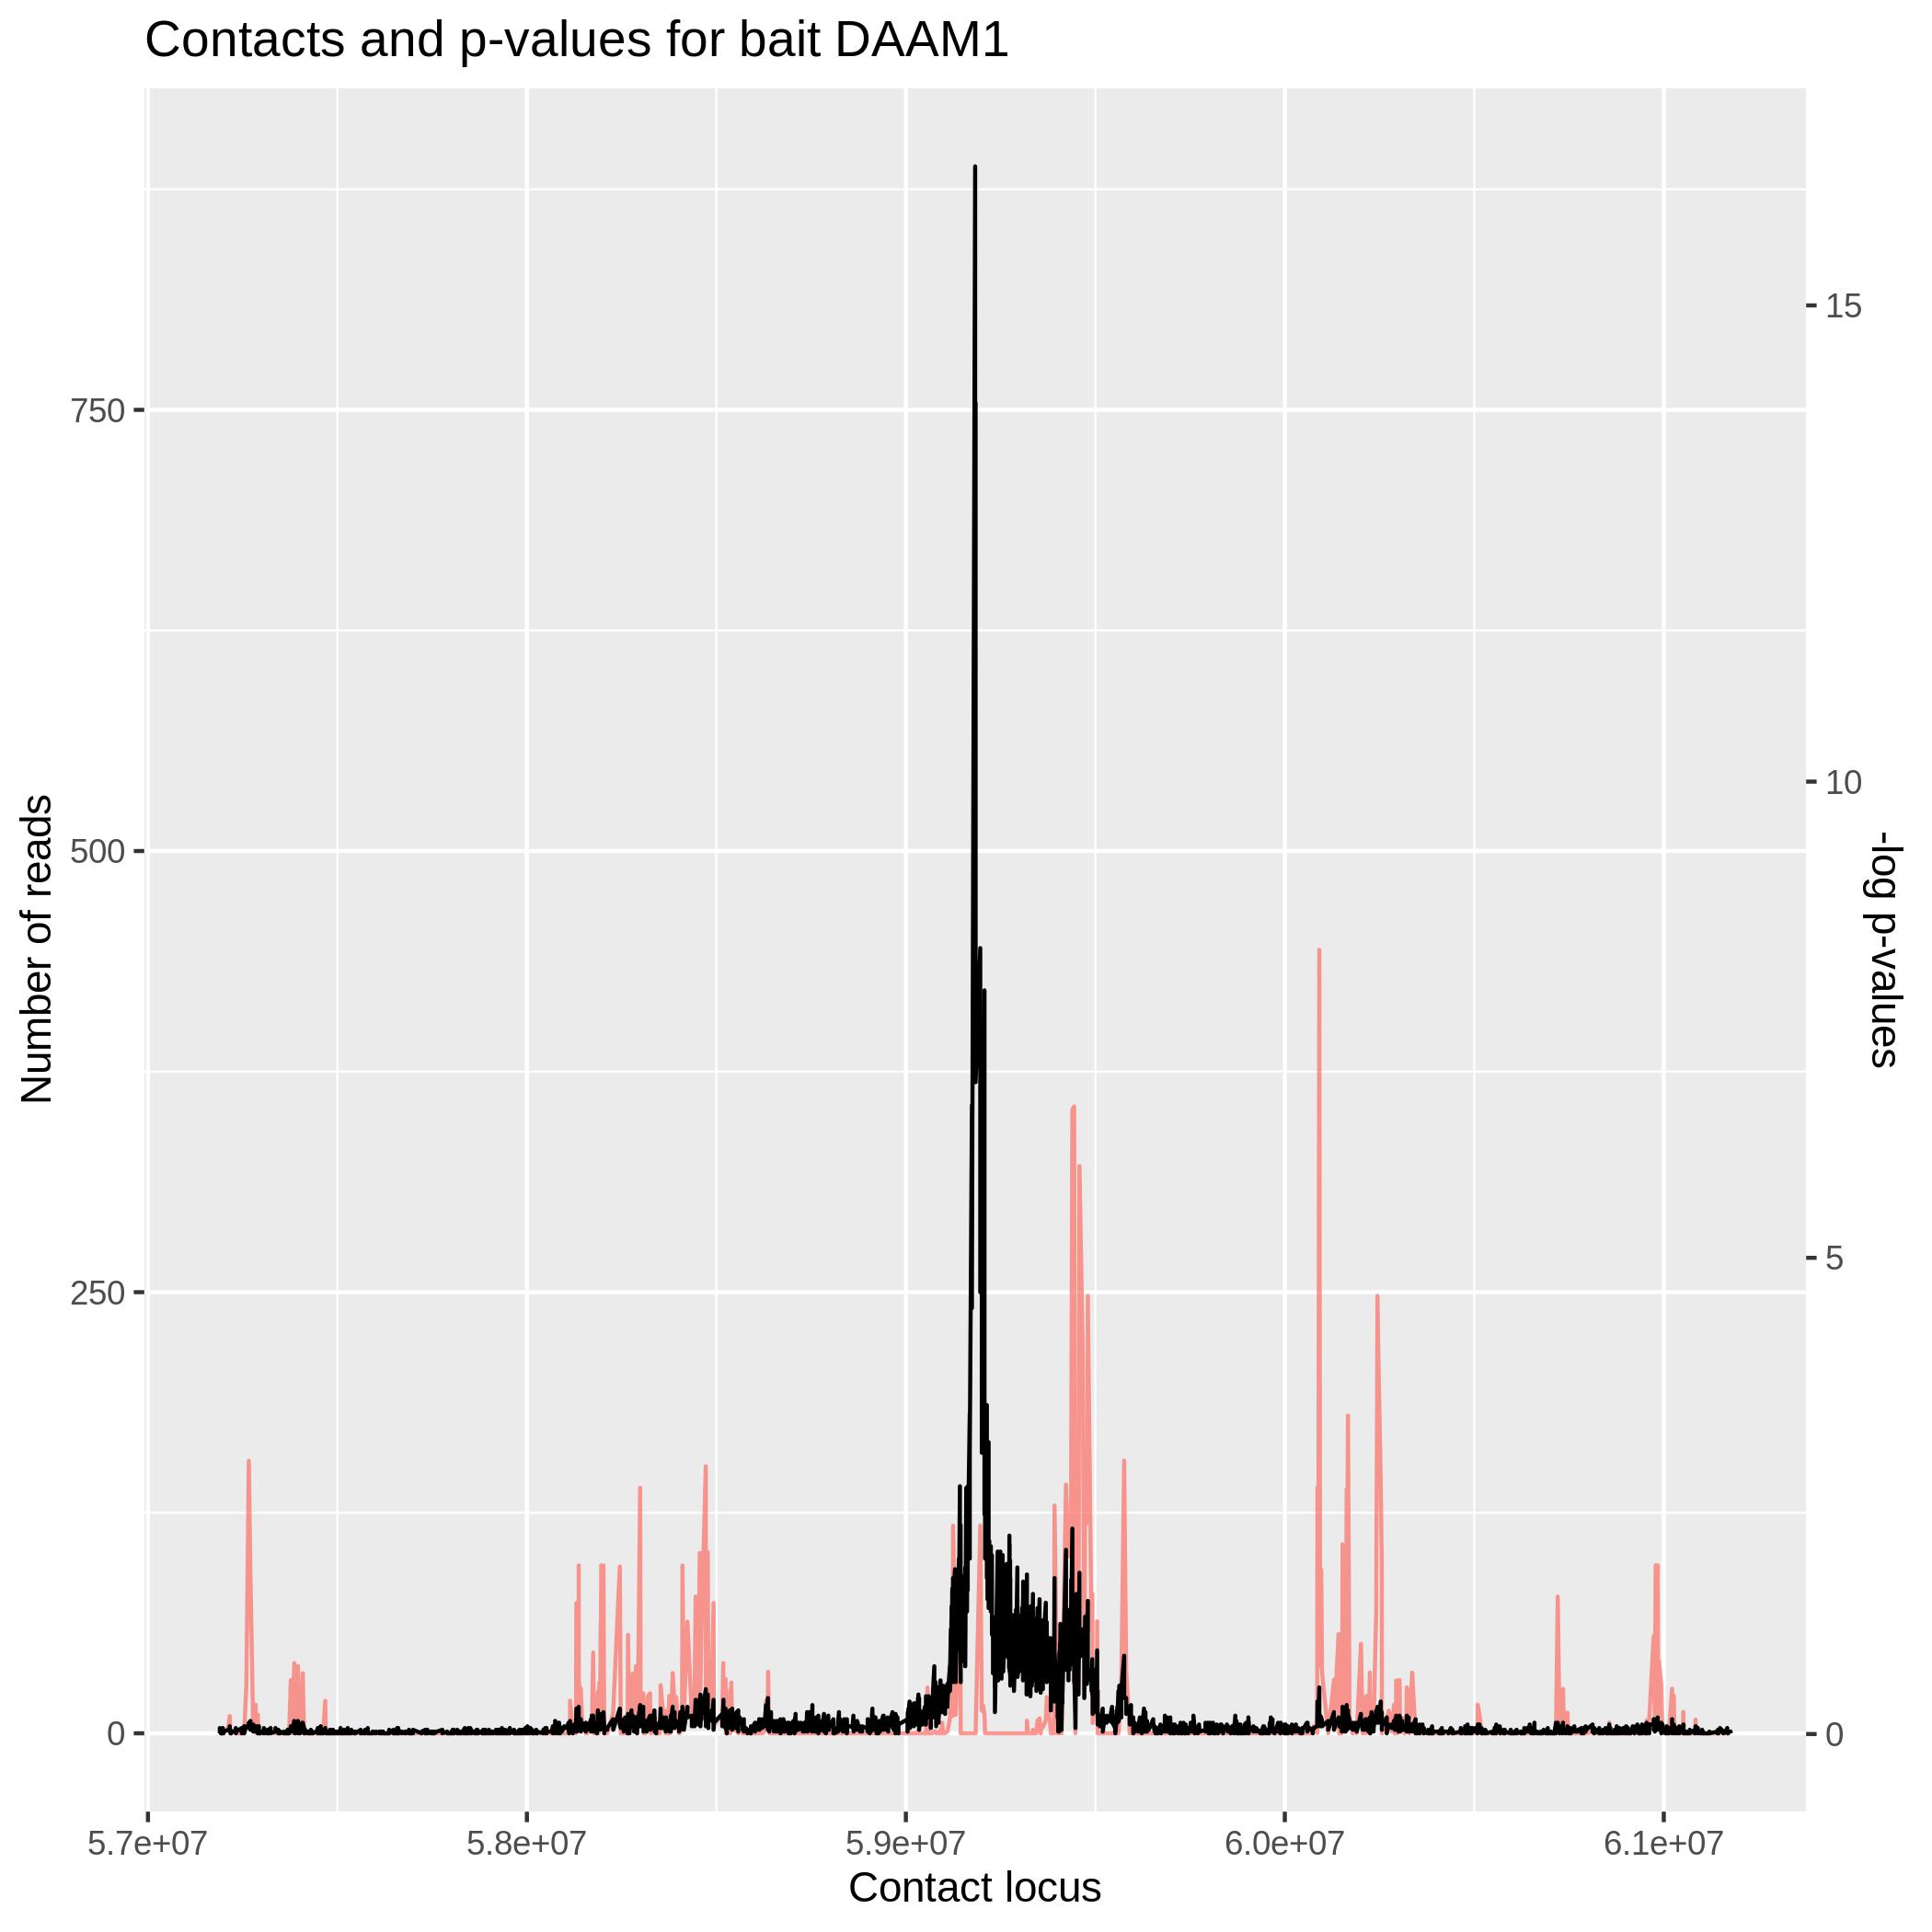 Contacts and p-values for bait DAAM1
Number of reads
750
500
250
0
15
10
5
0
-log p-values
5.7e+07 5.8e+07 5.9e+07 6.0e+07 6.1e+07
Contact locus